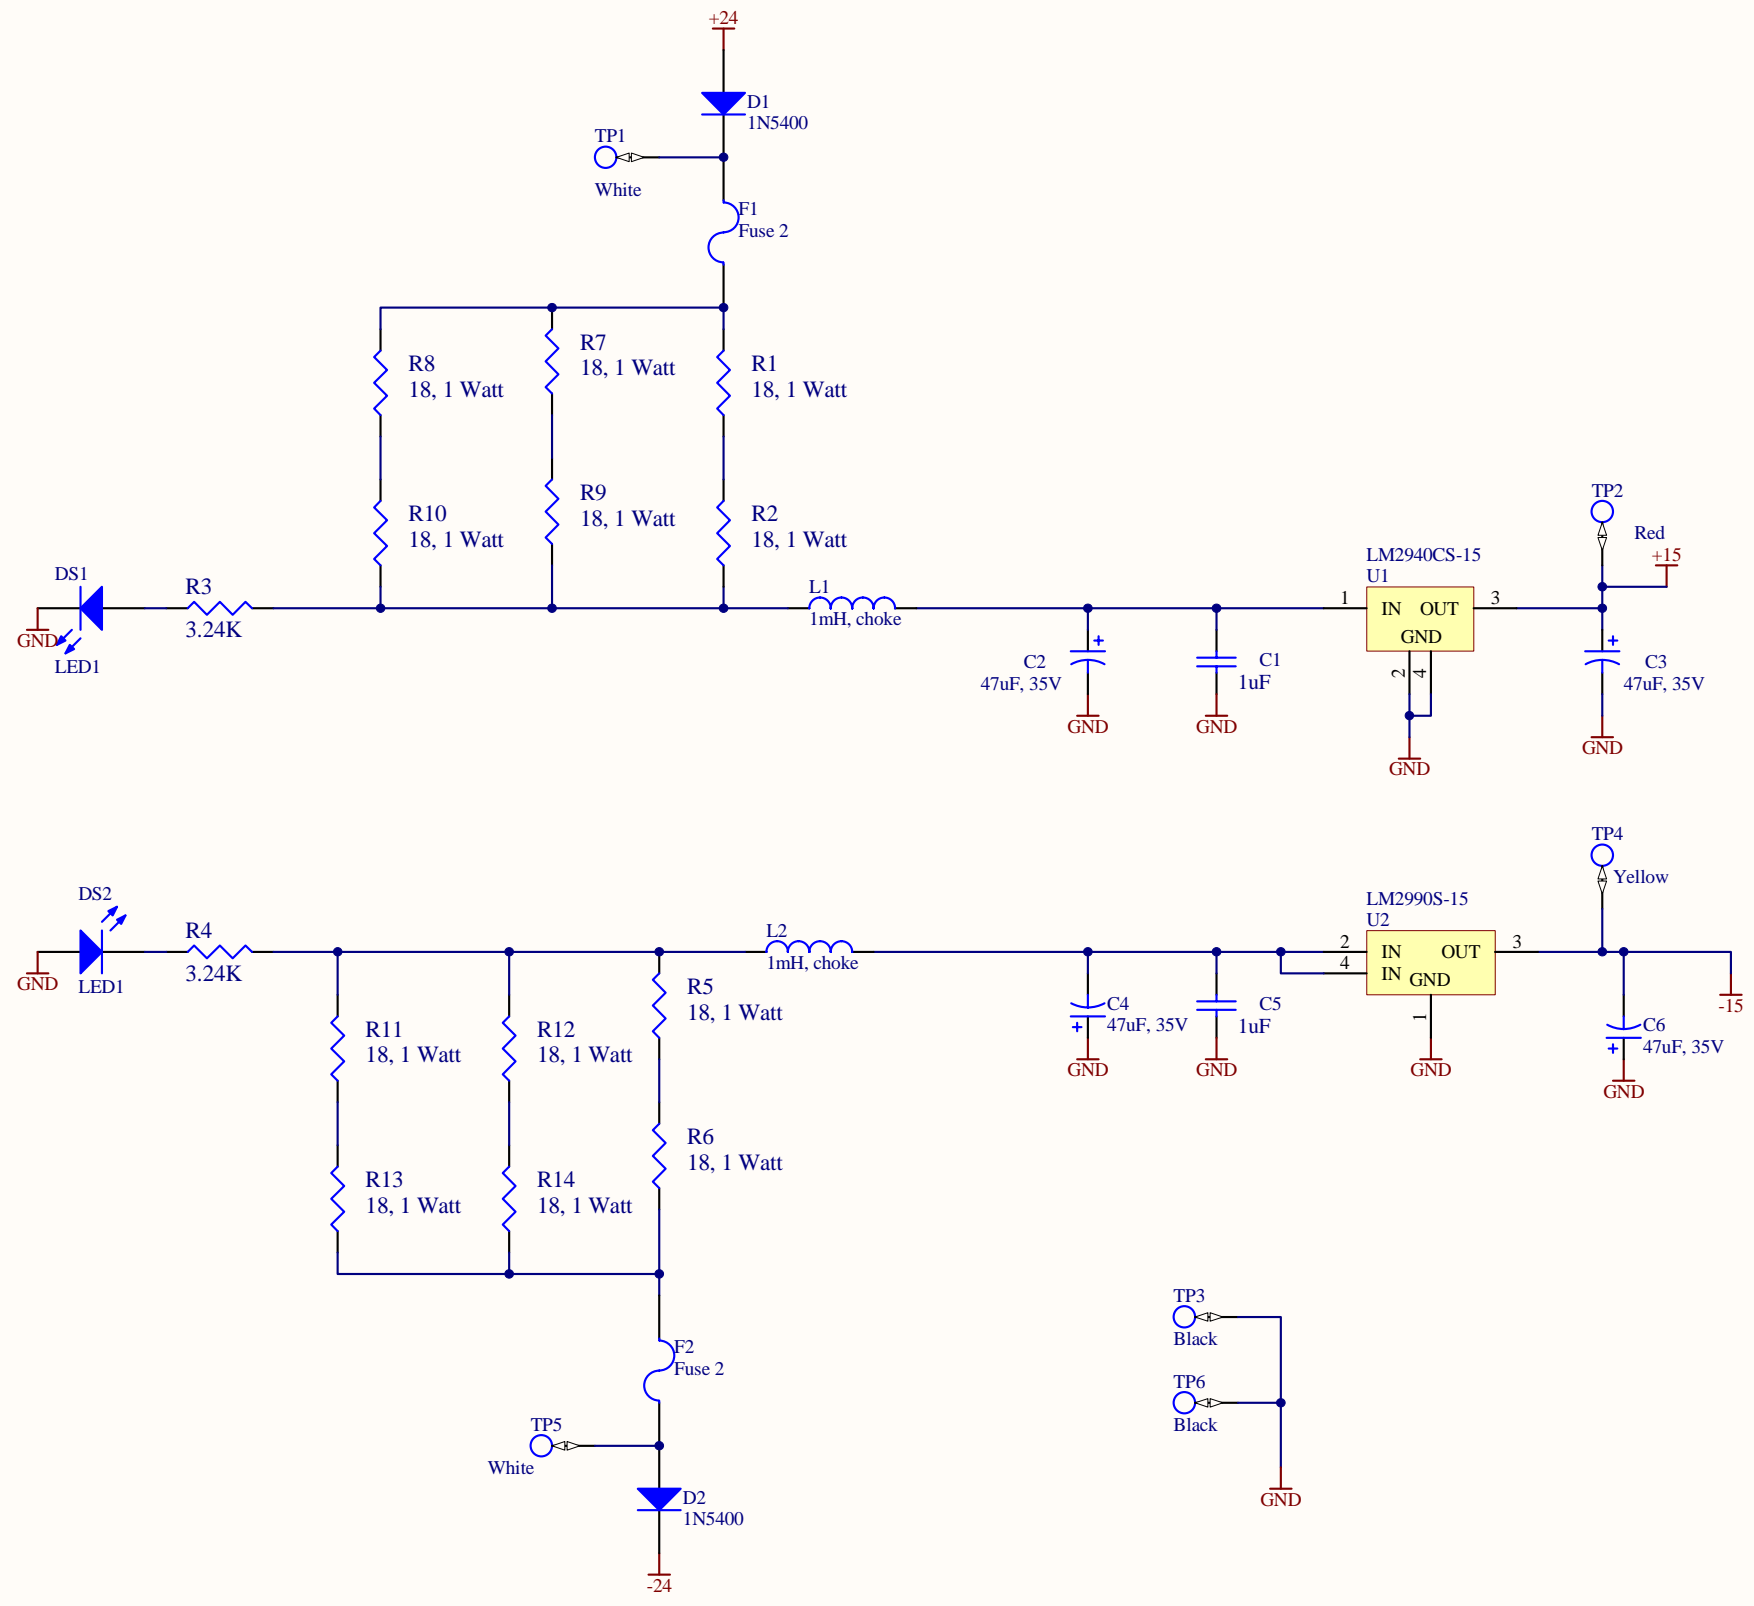 +24
D1
1N5400
TP1
White
F1
Fuse 2
R8
18, 1 Watt
R7
18, 1 Watt
R1
18, 1 Watt
R10
18, 1 Watt
R9
18, 1 Watt
R2
18, 1 Watt
DS1
GND
LED1
R3
3.24K
L1
1mH, choke
C2
47uF, 35V
+
GND
C1
1uF
GND
LM2940CS-15
U1
1
IN OUT
GND
3
2
4
GND
TP2
Red
+15
+
C3
47uF, 35V
GND
DS2
GND
LED1
R4
3.24K
R11
18, 1 Watt
R12
18, 1 Watt
R5
18, 1 Watt
R13
18, 1 Watt
R14
18, 1 Watt
R6
18, 1 Watt
L2
1mH, choke
C4
47uF, 35V
+
GND
C5
1uF
GND
LM2990S-15
U2
2
4
IN OUT
IN
GND
3
1
GND
TP4
Yellow
-15
C6
47uF, 35V
+
GND
F2
Fuse 2
TP5
White
D2
1N5400
-24
TP3
Black
TP6
Black
GND